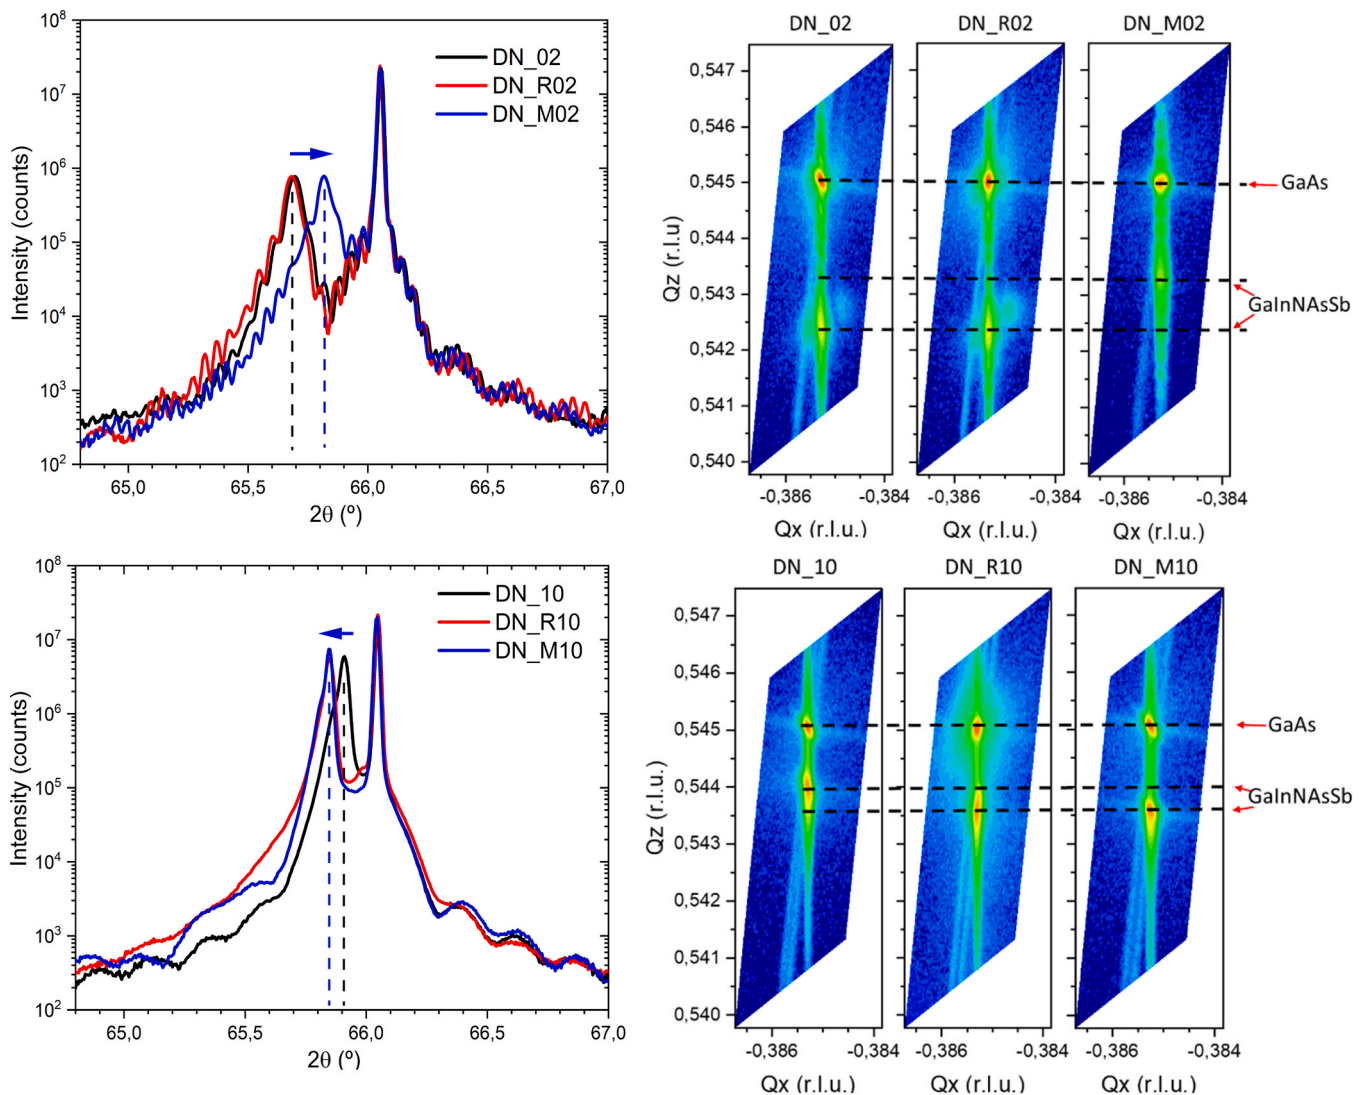 10⁸
10⁷
10⁶
10⁵
10⁴
10³
10²
Intensity (counts)
DN_02
DN_R02
DN_M02
65,0
65,5
66,0
66,5
67,0
2θ (º)
DN_02
DN_R02
DN_M02
0,547
0,546
0,545
0,544
0,543
0,542
0,541
0,540
Qz (r.l.u)
GaAs
GaInNAsSb
-0,386
-0,384
-0,386
-0,384
-0,386
-0,384
Qx (r.l.u.)
Qx (r.l.u.)
Qx (r.l.u.)
10⁸
10⁷
10⁶
10⁵
10⁴
10³
10²
Intensity (counts)
DN_10
DN_R10
DN_M10
65,0
65,5
66,0
66,5
67,0
2θ (º)
DN_10
DN_R10
DN_M10
0,547
0,546
0,545
0,544
0,543
0,542
0,541
0,540
Qz (r.l.u.)
GaAs
GaInNAsSb
-0,386
-0,384
-0,386
-0,384
-0,386
-0,384
Qx (r.l.u.)
Qx (r.l.u.)
Qx (r.l.u.)